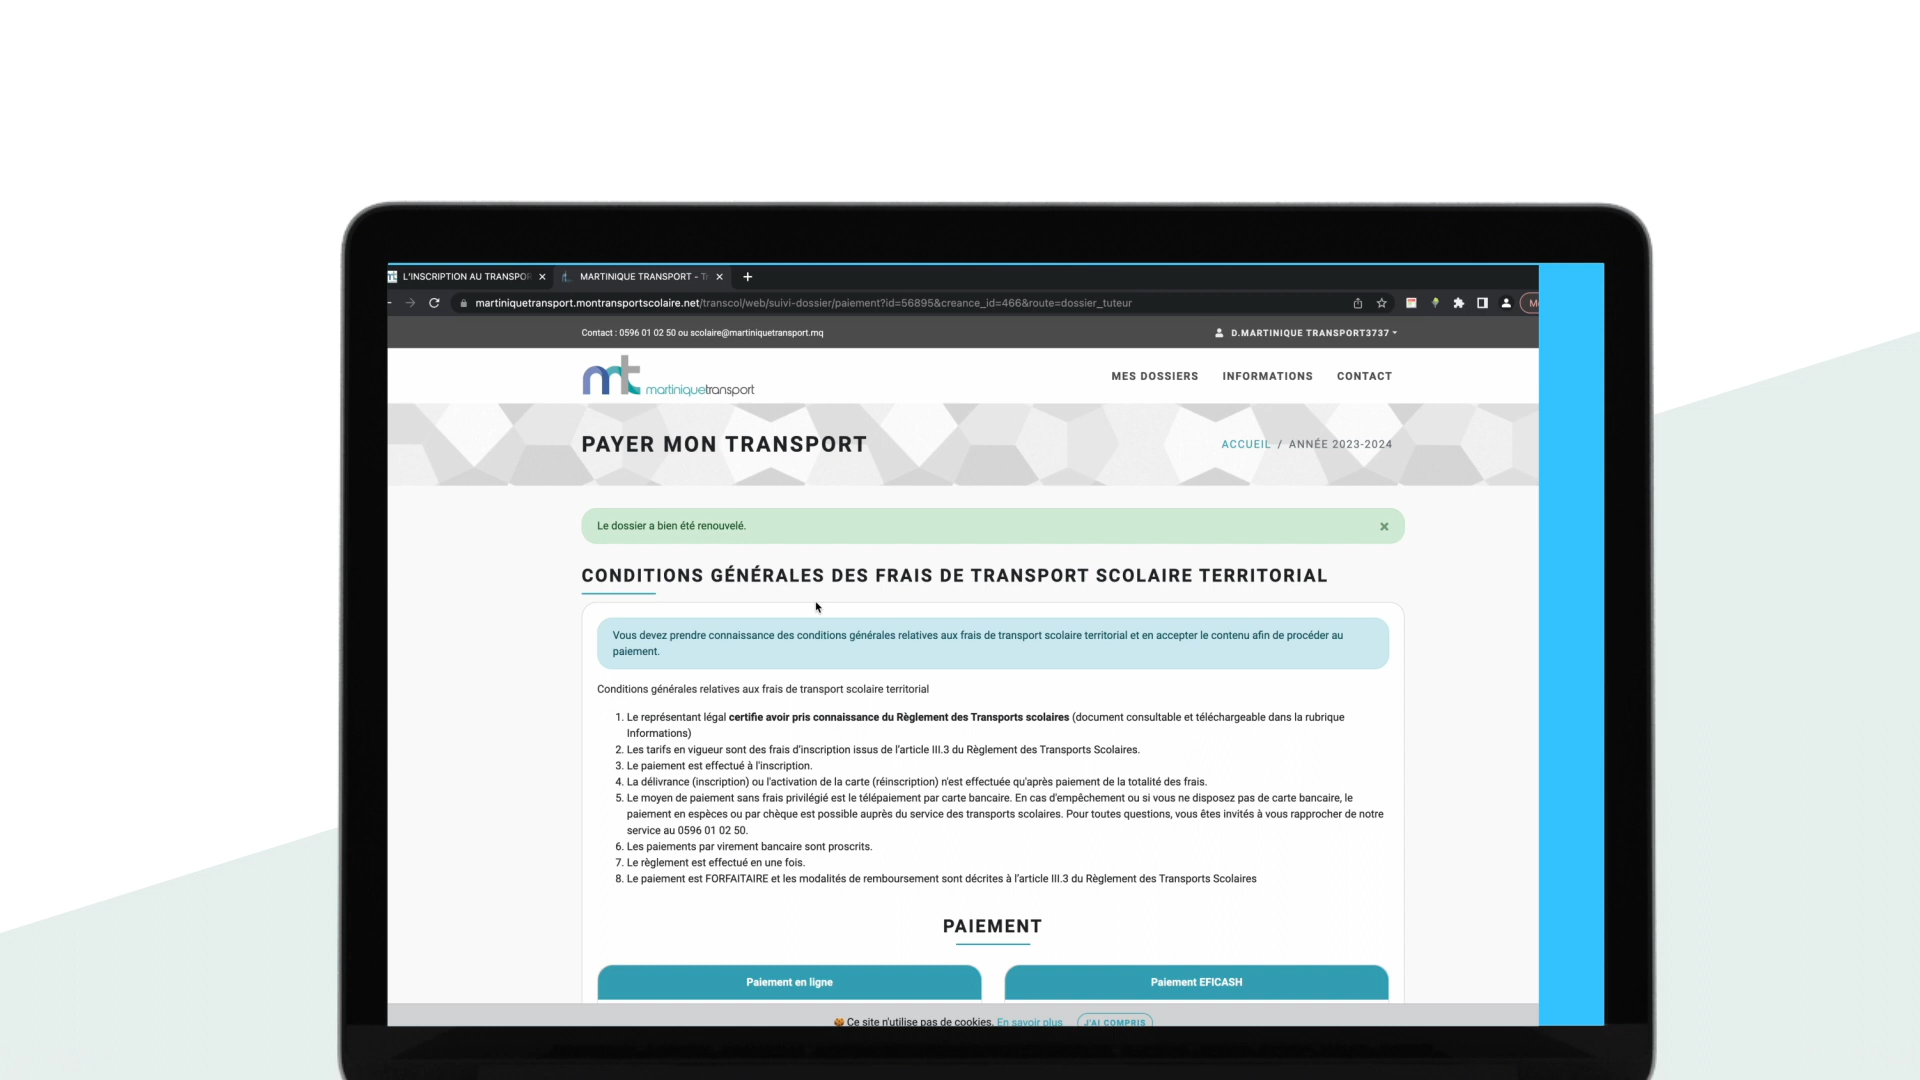 L'INSCRIPTION AU TRANSPOR
MARTINIQUE TRANSPORT - T
martiniquetransport.montransportscolaire.net/transcol/web/suivi-dossier/paiement?id=56895&creance_id=466&route=dossier_tuteur
Contact : 0596 01 02 50 ou scolaire@martiniquetransport.mq
D.MARTINIQUE TRANSPORT3737
mt martiniquetransport
MES DOSSIERS INFORMATIONS CONTACT
PAYER MON TRANSPORT
ACCUEIL / ANNÉE 2023-2024
Le dossier a bien été renouvelé.
CONDITIONS GÉNÉRALES DES FRAIS DE TRANSPORT SCOLAIRE TERRITORIAL
Vous devez prendre connaissance des conditions générales relatives aux frais de transport scolaire territorial et en accepter le contenu afin de procéder au
paiement.
Conditions générales relatives aux frais de transport scolaire territorial
1. Le représentant légal certifie avoir pris connaissance du Règlement des Transports scolaires (document consultable et téléchargeable dans la rubrique
Informations)
2. Les tarifs en vigueur sont des frais d'inscription issus de l'article III.3 du Règlement des Transports Scolaires.
3. Le paiement est effectué à l'inscription.
4. La délivrance (inscription) ou l'activation de la carte (réinscription) n'est effectuée qu'après paiement de la totalité des frais.
5. Le moyen de paiement sans frais privilégié est le télépaiement par carte bancaire. En cas d'empêchement ou si vous ne disposez pas de carte bancaire, le
paiement en espèces ou par chèque est possible auprès du service des transports scolaires. Pour toutes questions, vous êtes invités à vous rapprocher de notre
service au 0596 01 02 50.
6. Les paiements par virement bancaire sont proscrits.
7. Le règlement est effectué en une fois.
8. Le paiement est FORFAITAIRE et les modalités de remboursement sont décrites à l'article III.3 du Règlement des Transports Scolaires
PAIEMENT
Paiement en ligne
Paiement EFICASH
Ce site n'utilise pas de cookies. En savoir plus J'AI COMPRIS